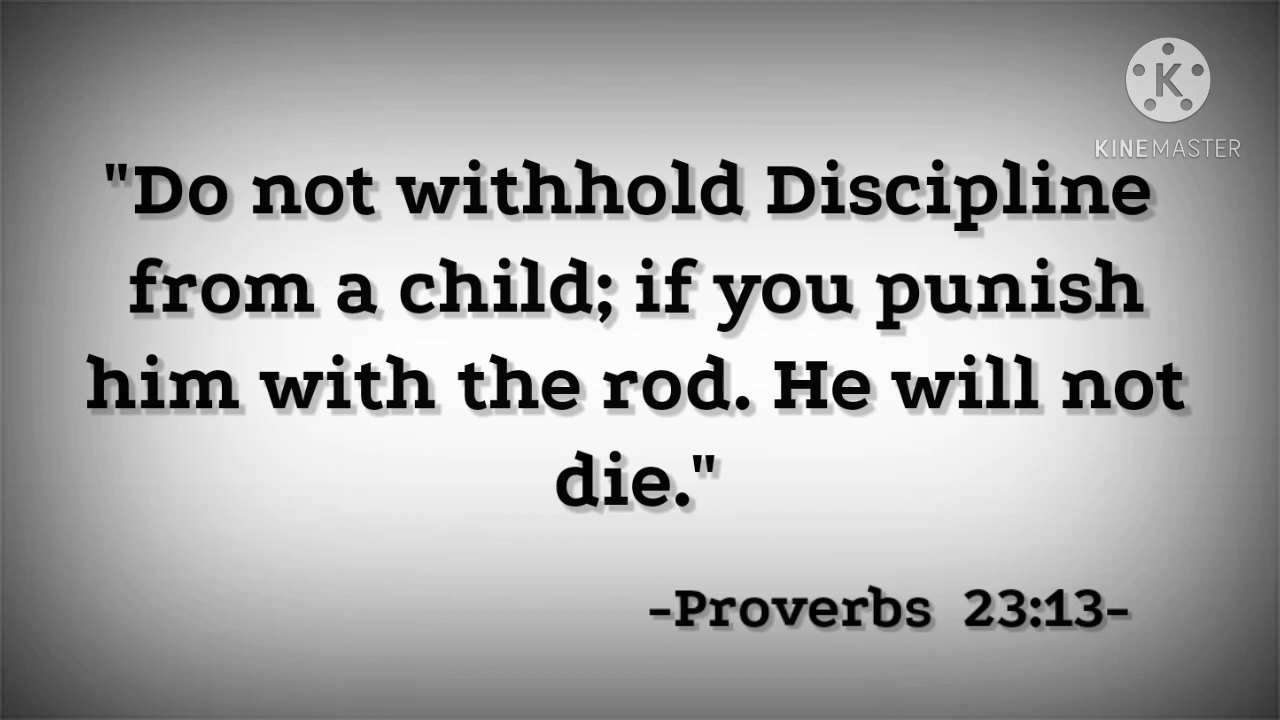 K
KINEMASTER
"Do not withhold Discipline
from a child; if you punish
him with the rod. He will not
die."
-Proverbs 23:13-